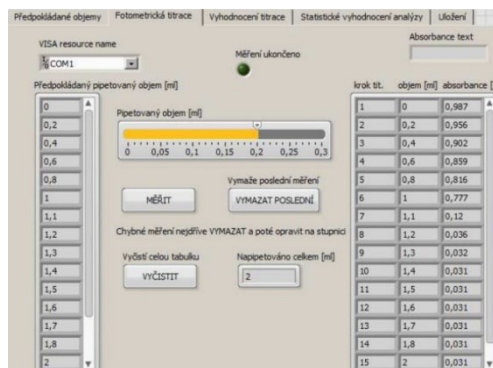 Předpokládané objemy Fotometrická titrace Vyhodnocení titrace Statistické vyhodnocení analýzy Uložení
VISA resource name
COM1
Měření ukončeno
Absorbance text
Předpokládaný pipetovaný objem [ml]
0
0,2
0,4
0,6
0,8
1
1,1
1,2
1,3
1,4
1,5
1,6
1,7
1,8
2
Pipetovaný objem [ml]
0 0,05 0,1 0,15 0,2 0,25 0,3
Vymaže poslední měření
MĚŘIT VYMAZAT POSLEDNÍ
Chybné měření nejdříve VYMAZAT a poté opravit na stupnici
Vyčistí celou tabulku Napipetováno celkem [ml]
VYČISTIT 2
krok tit. objem [ml] absorbance [
1 0 0,987
2 0,2 0,956
3 0,4 0,902
4 0,6 0,859
5 0,8 0,816
6 1 0,777
7 1,1 0,12
8 1,2 0,036
9 1,3 0,032
10 1,4 0,031
11 1,5 0,031
12 1,6 0,031
13 1,7 0,031
14 1,8 0,031
15 2 0,031